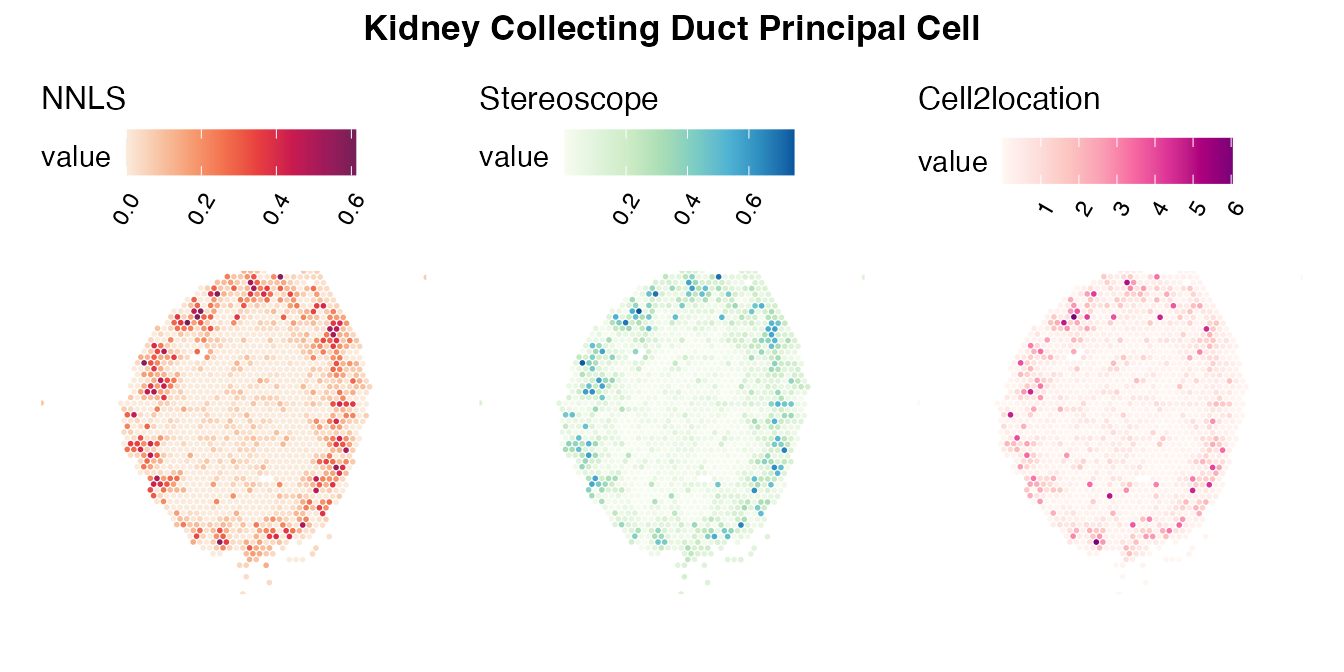 Kidney Collecting Duct Principal Cell
NNLS
value
0.0 0.2 0.4 0.6
Stereoscope
value
0.2 0.4 0.6
Cell2location
value
1 2 3 4 5 6